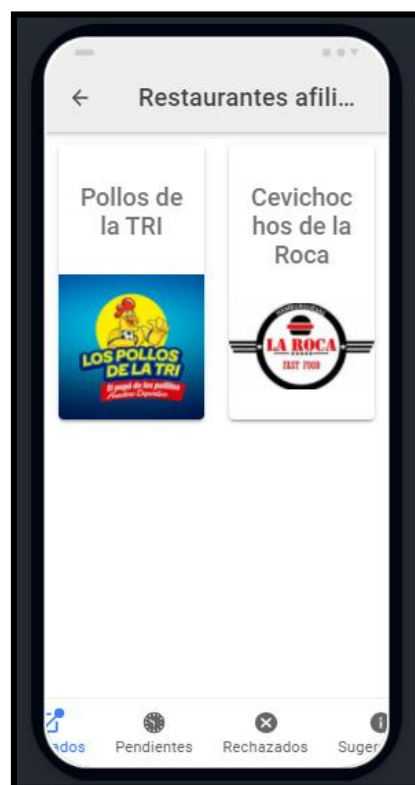 Restaurantes afili...
Pollos de
la TRI
Cevichoc
hos de la
Roca
LOS POLLOS
DE LA TRI
El papá de los pollitos
LA ROCA
FAST FOOD
ados
Pendientes
Rechazados
Suger